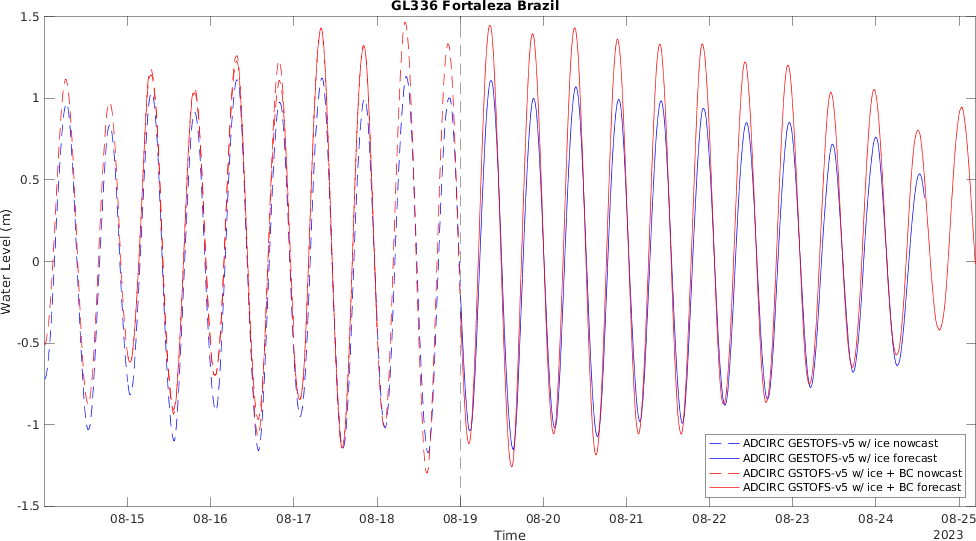 GL336 Fortaleza Brazil
1.5
1
0.5
0
-0.5
-1
-1.5
Water Level (m)
08-15
08-16
08-17
08-18
08-19
08-20
08-21
08-22
08-23
08-24
08-25
Time
2023
ADCIRC GESTOFS-v5 w/ ice nowcast
ADCIRC GESTOFS-v5 w/ ice forecast
ADCIRC GSTOFS-v5 w/ ice + BC nowcast
ADCIRC GSTOFS-v5 w/ ice + BC forecast